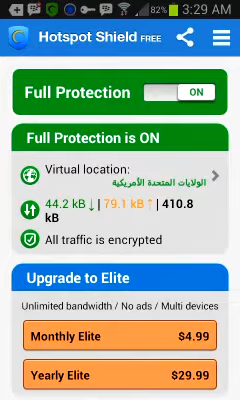 82% 3:29 AM
Hotspot Shield FREE
Full Protection
ON
Full Protection is ON
Virtual location:
الولايات المتحدة الأمريكية
44.2 kB ↓ | 79.1 kB ↑ | 410.8
kB
All traffic is encrypted
Upgrade to Elite
Unlimited bandwidth / No ads / Multi devices
Monthly Elite $4.99
Yearly Elite $29.99